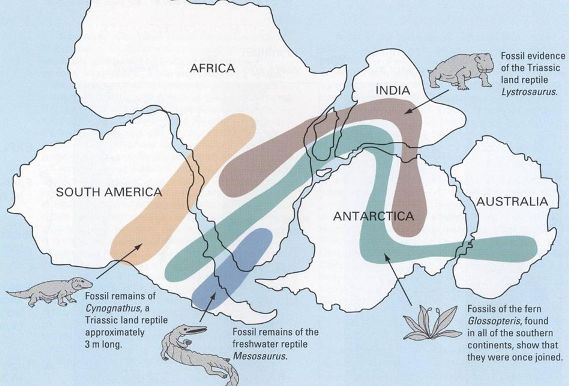 AFRICA
INDIA
SOUTH AMERICA
ANTARCTICA
AUSTRALIA
Fossil evidence
of the Triassic
land reptile
Lystrosaurus.
Fossil remains of
Cynognathus, a
Triassic land reptile
approximately
3 m long.
Fossil remains of the
freshwater reptile
Mesosaurus.
Fossils of the fern
Glossopteris, found
in all of the southern
continents, show that
they were once joined.